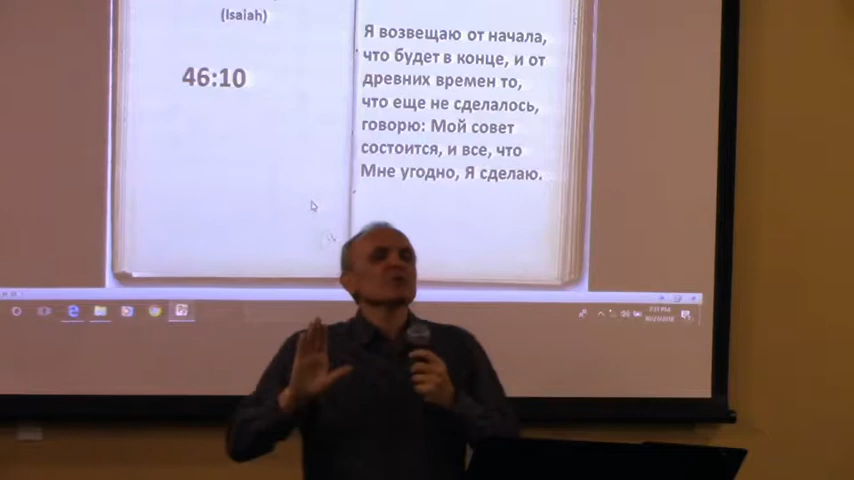 (Isaiah)
46:10
Я возвещаю от начала,
что будет в конце, и от
древних времен то,
что еще не сделалось,
говорю: Мой совет
состоится, и все, что
Мне угодно, Я сделаю.